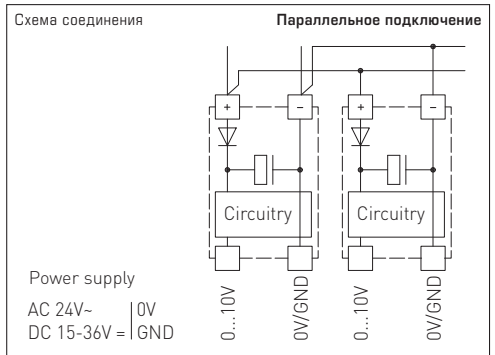 Схема соединения
Параллельное подключение
+ − + −
Circuitry Circuitry
Power supply
AC 24V~ | 0V
DC 15-36V = | GND
0...10V
0V/GND
0...10V
0V/GND